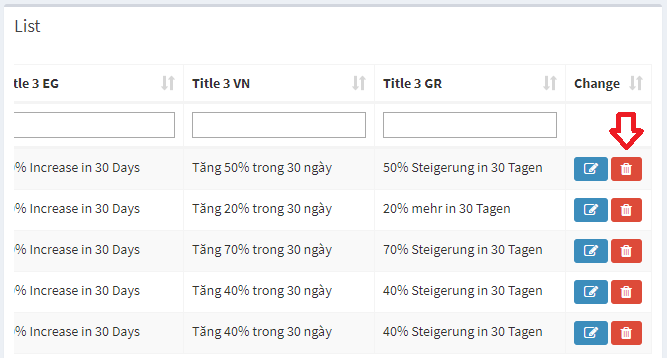 List
itle 3 EG Title 3 VN Title 3 GR Change
% Increase in 30 Days Tăng 50% trong 30 ngày 50% Steigerung in 30 Tagen
% Increase in 30 Days Tăng 20% trong 30 ngày 20% mehr in 30 Tagen
% Increase in 30 Days Tăng 70% trong 30 ngày 70% Steigerung in 30 Tagen
% Increase in 30 Days Tăng 40% trong 30 ngày 40% Steigerung in 30 Tagen
% Increase in 30 Days Tăng 40% trong 30 ngày 40% Steigerung in 30 Tagen